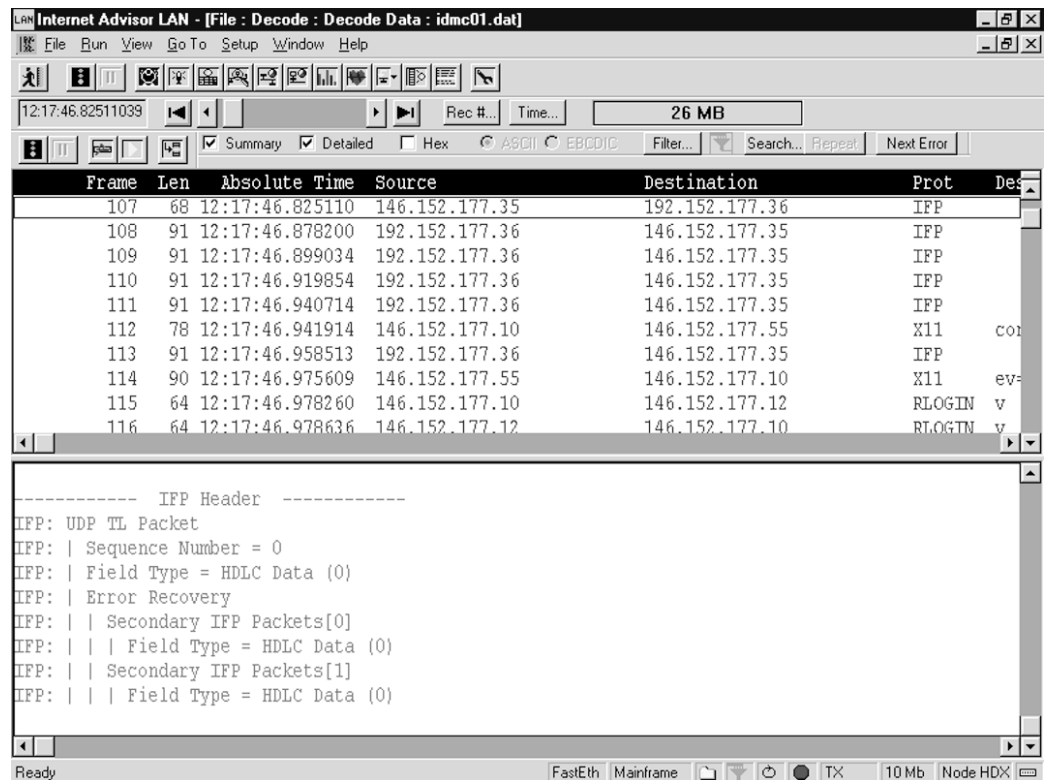 LAN Internet Advisor LAN - [File : Decode : Decode Data : idmc01.dat]
File Run View Go To Setup Window Help
12:17:46.82511039 Rec #... Time... 26 MB
Summary Detailed Hex ASCII EBCDIC Filter... Search... Repeat Next Error
Frame Len Absolute Time Source Destination Prot Des
107 68 12:17:46.825110 146.152.177.35 192.152.177.36 IFP
108 91 12:17:46.878200 192.152.177.36 146.152.177.35 IFP
109 91 12:17:46.899034 192.152.177.36 146.152.177.35 IFP
110 91 12:17:46.919854 192.152.177.36 146.152.177.35 IFP
111 91 12:17:46.940714 192.152.177.36 146.152.177.35 IFP
112 78 12:17:46.941914 146.152.177.10 146.152.177.55 X11 con
113 91 12:17:46.958513 192.152.177.36 146.152.177.35 IFP
114 90 12:17:46.975609 146.152.177.55 146.152.177.10 X11 ev=
115 64 12:17:46.978260 146.152.177.10 146.152.177.12 RLOGIN v
116 64 12:17:46.978636 146.152.177.12 146.152.177.10 RLOGIN v
------------ IFP Header ------------
IFP: UDP TL Packet
IFP: | Sequence Number = 0
IFP: | Field Type = HDLC Data (0)
IFP: | Error Recovery
IFP: | | Secondary IFP Packets[0]
IFP: | | | Field Type = HDLC Data (0)
IFP: | | Secondary IFP Packets[1]
IFP: | | | Field Type = HDLC Data (0)
Ready FastEth Mainframe TX 10 Mb Node HDX